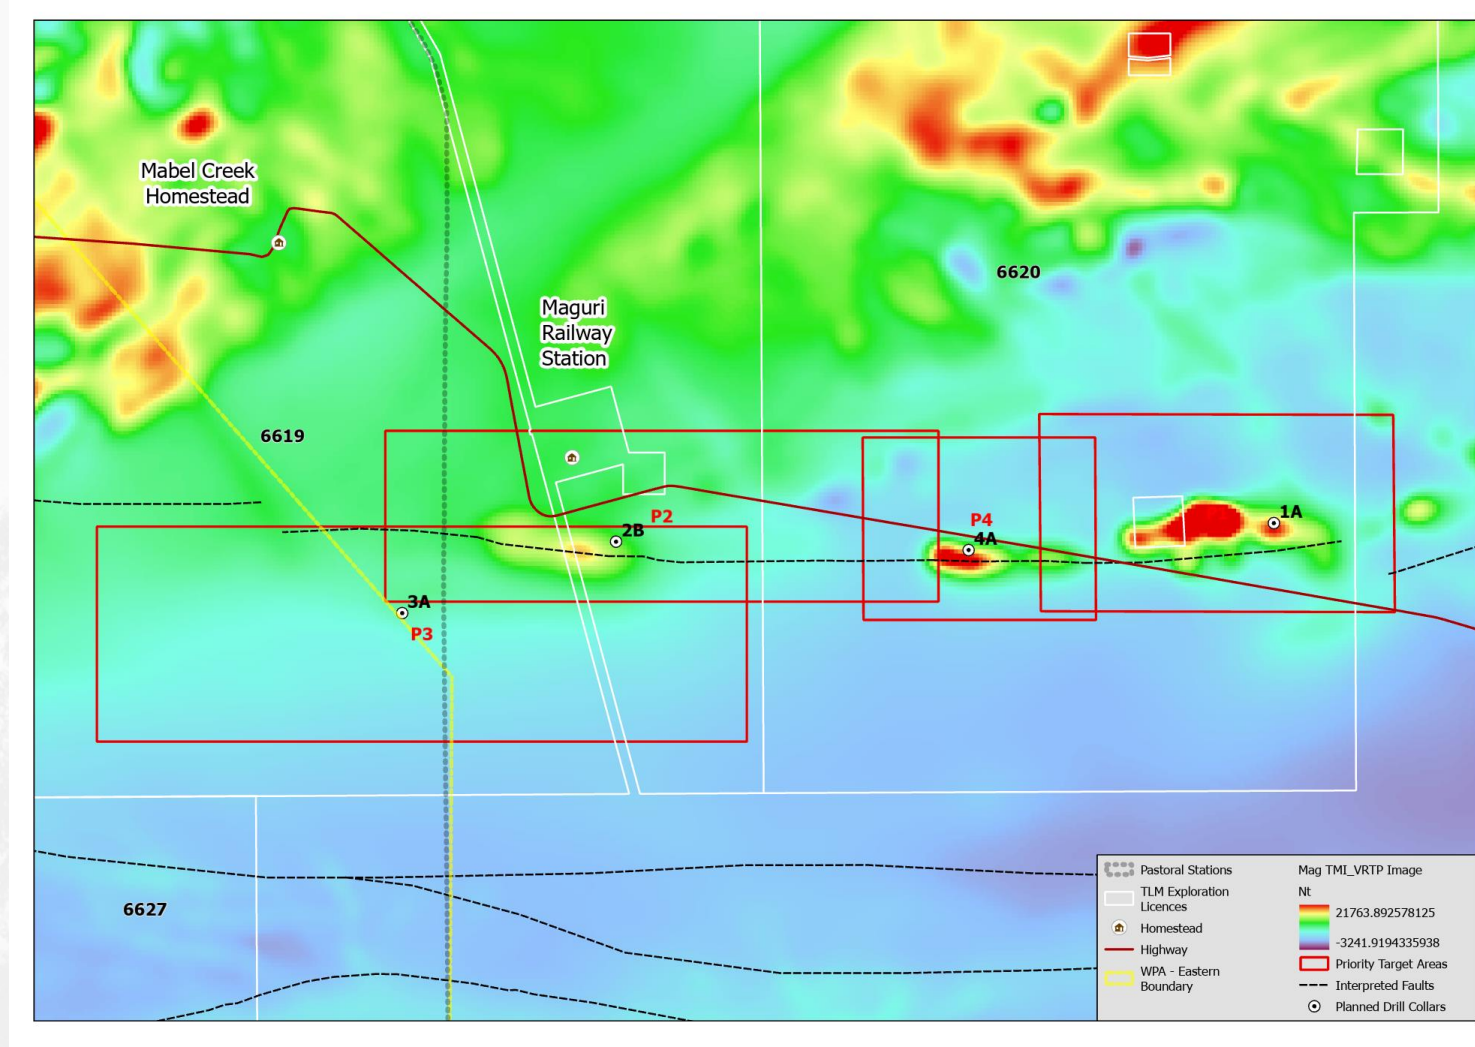 Mabel Creek
Homestead
Maguri
Railway
Station
6620
6619
P2
2B
P4
4A
1A
3A
P3
6627
Pastoral Stations
TLM Exploration
Licences
Homestead
Highway
WPA - Eastern
Boundary
Mag TMI_VRTP Image
Nt
21763.892578125
-3241.9194335938
Priority Target Areas
Interpreted Faults
Planned Drill Collars